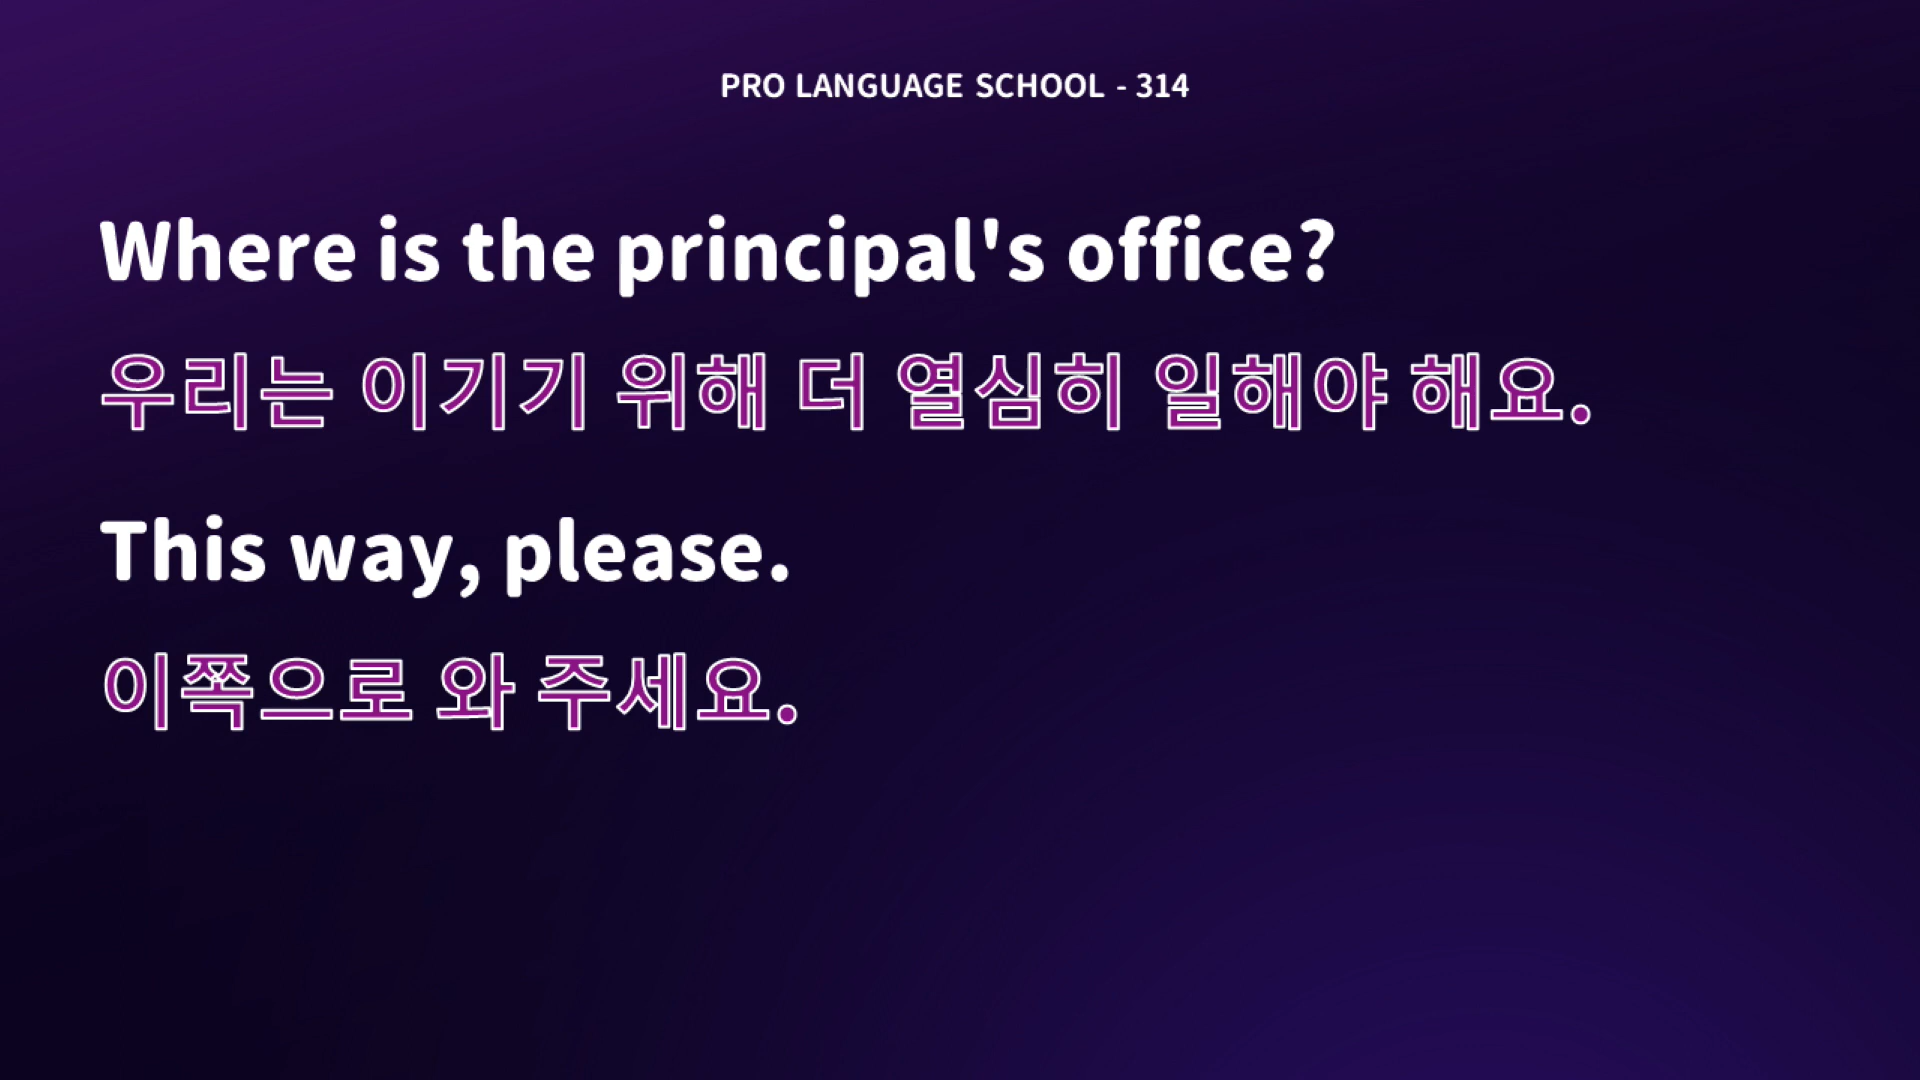 PRO LANGUAGE SCHOOL - 314
Where is the principal's office?
우리는 이기기 위해 더 열심히 일해야 해요.
This way, please.
이쪽으로 와 주세요.